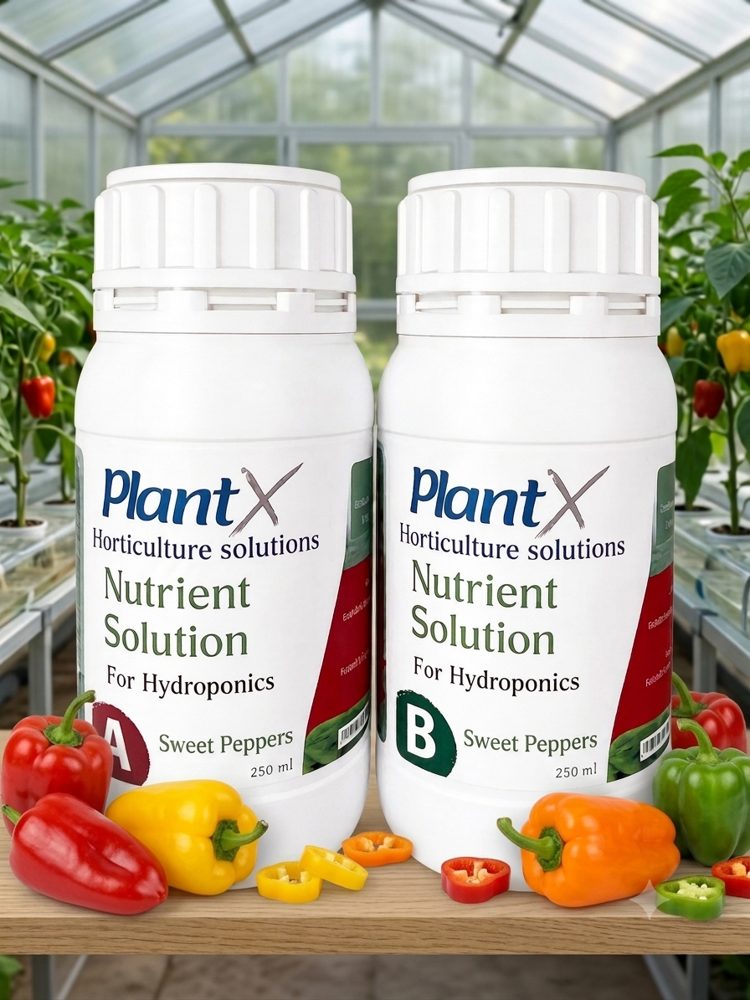 PlantX
Horticulture solutions
Nutrient
Solution
For Hydroponics
A
Sweet Peppers
250 ml
PlantX
Horticulture solutions
Nutrient
Solution
For Hydroponics
B
Sweet Peppers
250 ml